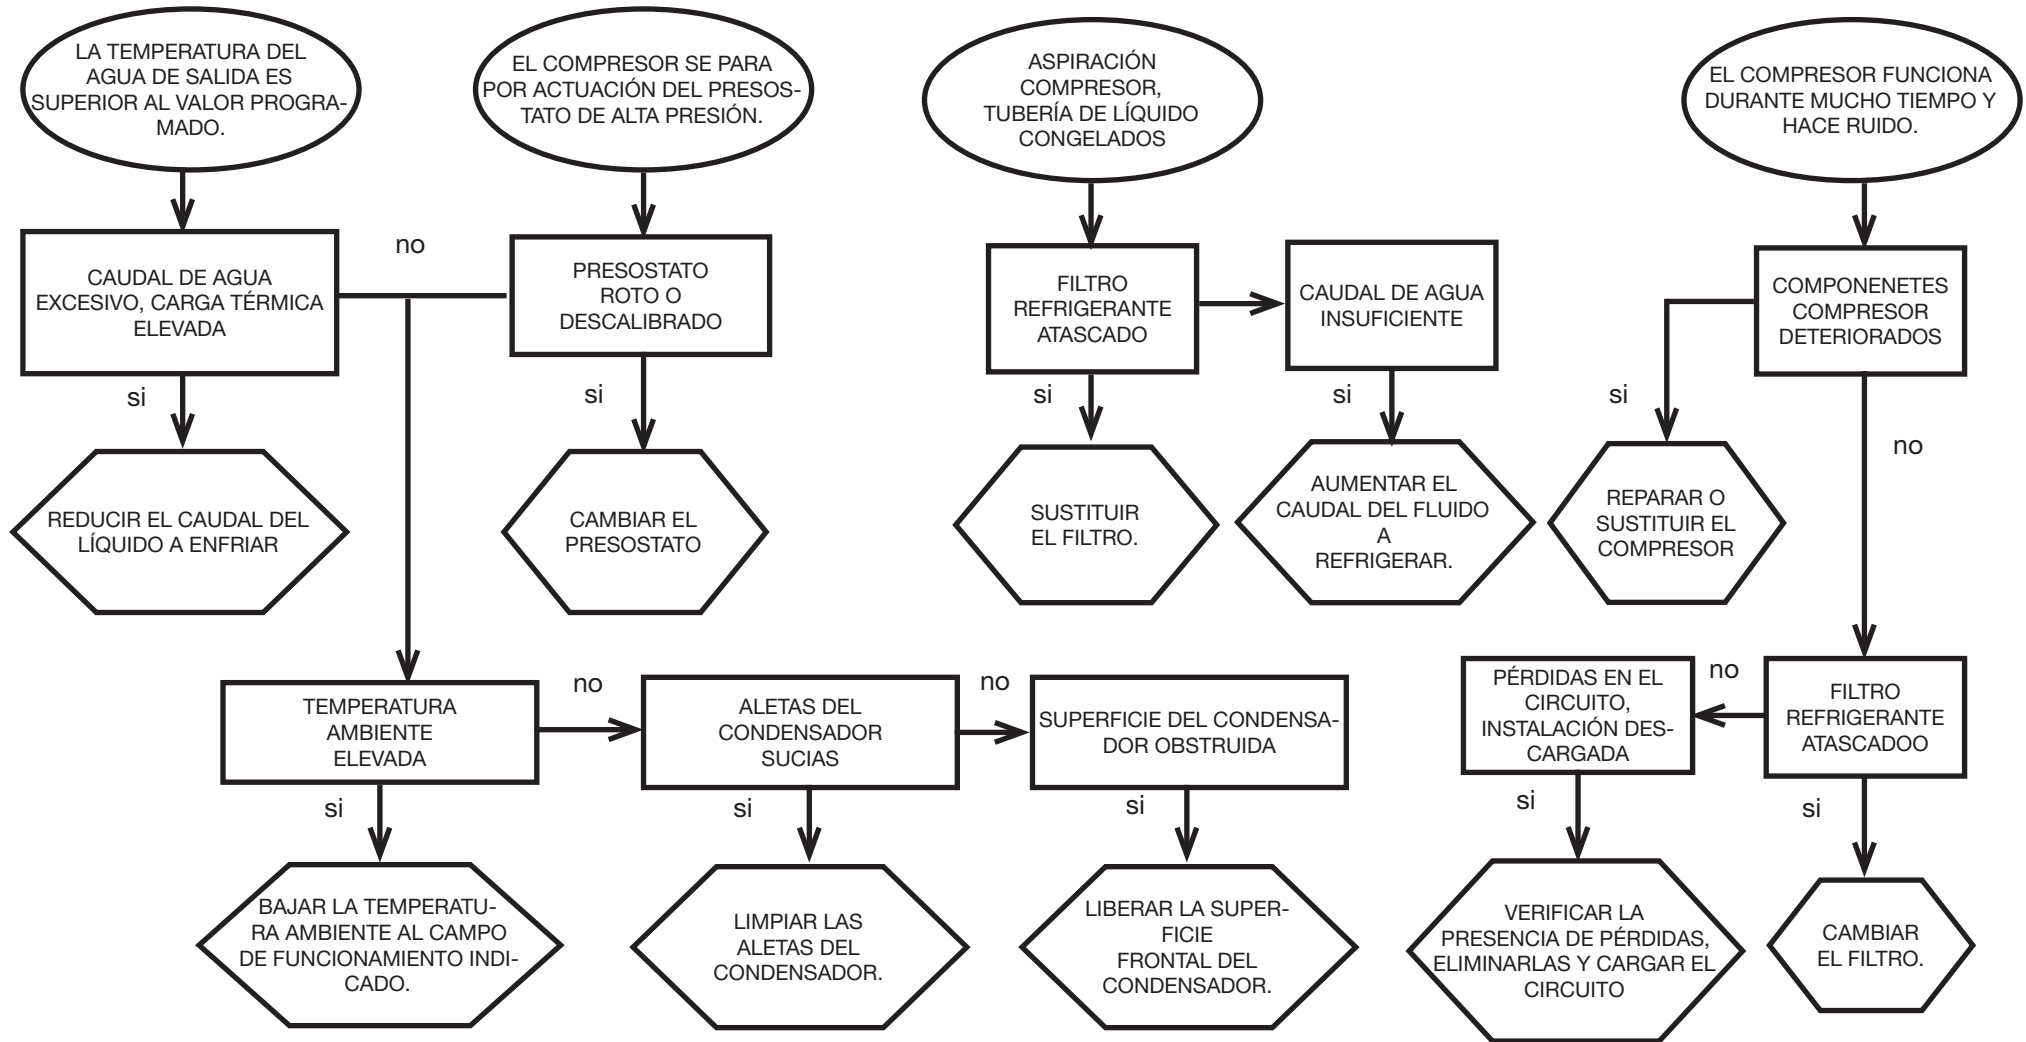 LA TEMPERATURA DEL
AGUA DE SALIDA ES
SUPERIOR AL VALOR PROGRA-
MADO.
EL COMPRESOR SE PARA
POR ACTUACIÓN DEL PRESOS-
TATO DE ALTA PRESIÓN.
ASPIRACIÓN
COMPRESOR,
TUBERÍA DE LÍQUIDO
CONGELADOS
EL COMPRESOR FUNCIONA
DURANTE MUCHO TIEMPO Y
HACE RUIDO.
CAUDAL DE AGUA
EXCESIVO, CARGA TÉRMICA
ELEVADA
no
PRESOSTATO
ROTO O
DESCALIBRADO
FILTRO
REFRIGERANTE
ATASCADO
CAUDAL DE AGUA
INSUFICIENTE
COMPONENETES
COMPRESOR
DETERIORADOS
si
si
si
si
si
no
REDUCIR EL CAUDAL DEL
LÍQUIDO A ENFRIAR
CAMBIAR EL
PRESOSTATO
SUSTITUIR
EL FILTRO.
AUMENTAR EL
CAUDAL DEL FLUIDO
A
REFRIGERAR.
REPARAR O
SUSTITUIR EL
COMPRESOR
TEMPERATURA
AMBIENTE
ELEVADA
no
ALETAS DEL
CONDENSADOR
SUCIAS
no
SUPERFICIE DEL CONDENSA-
DOR OBSTRUIDA
PÉRDIDAS EN EL
CIRCUITO,
INSTALACIÓN DES-
CARGADA
no
FILTRO
REFRIGERANTE
ATASCADOO
si
si
si
si
si
BAJAR LA TEMPERATU-
RA AMBIENTE AL CAMPO
DE FUNCIONAMIENTO INDI-
CADO.
LIMPIAR LAS
ALETAS DEL
CONDENSADOR.
LIBERAR LA SUPER-
FICIE
FRONTAL DEL
CONDENSADOR.
VERIFICAR LA
PRESENCIA DE PÉRDIDAS,
ELIMINARLAS Y CARGAR EL
CIRCUITO
CAMBIAR
EL FILTRO.